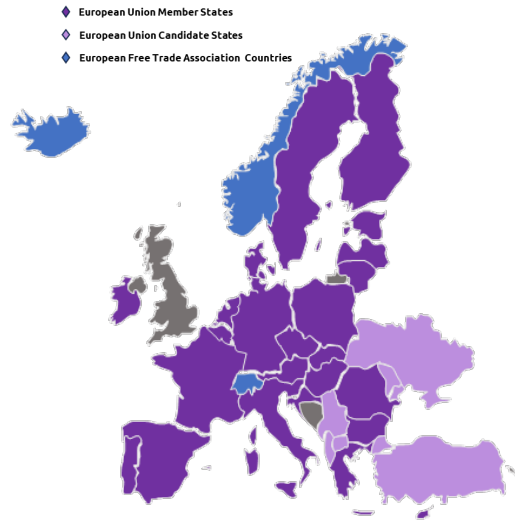 European Union Member States
European Union Candidate States
European Free Trade Association Countries